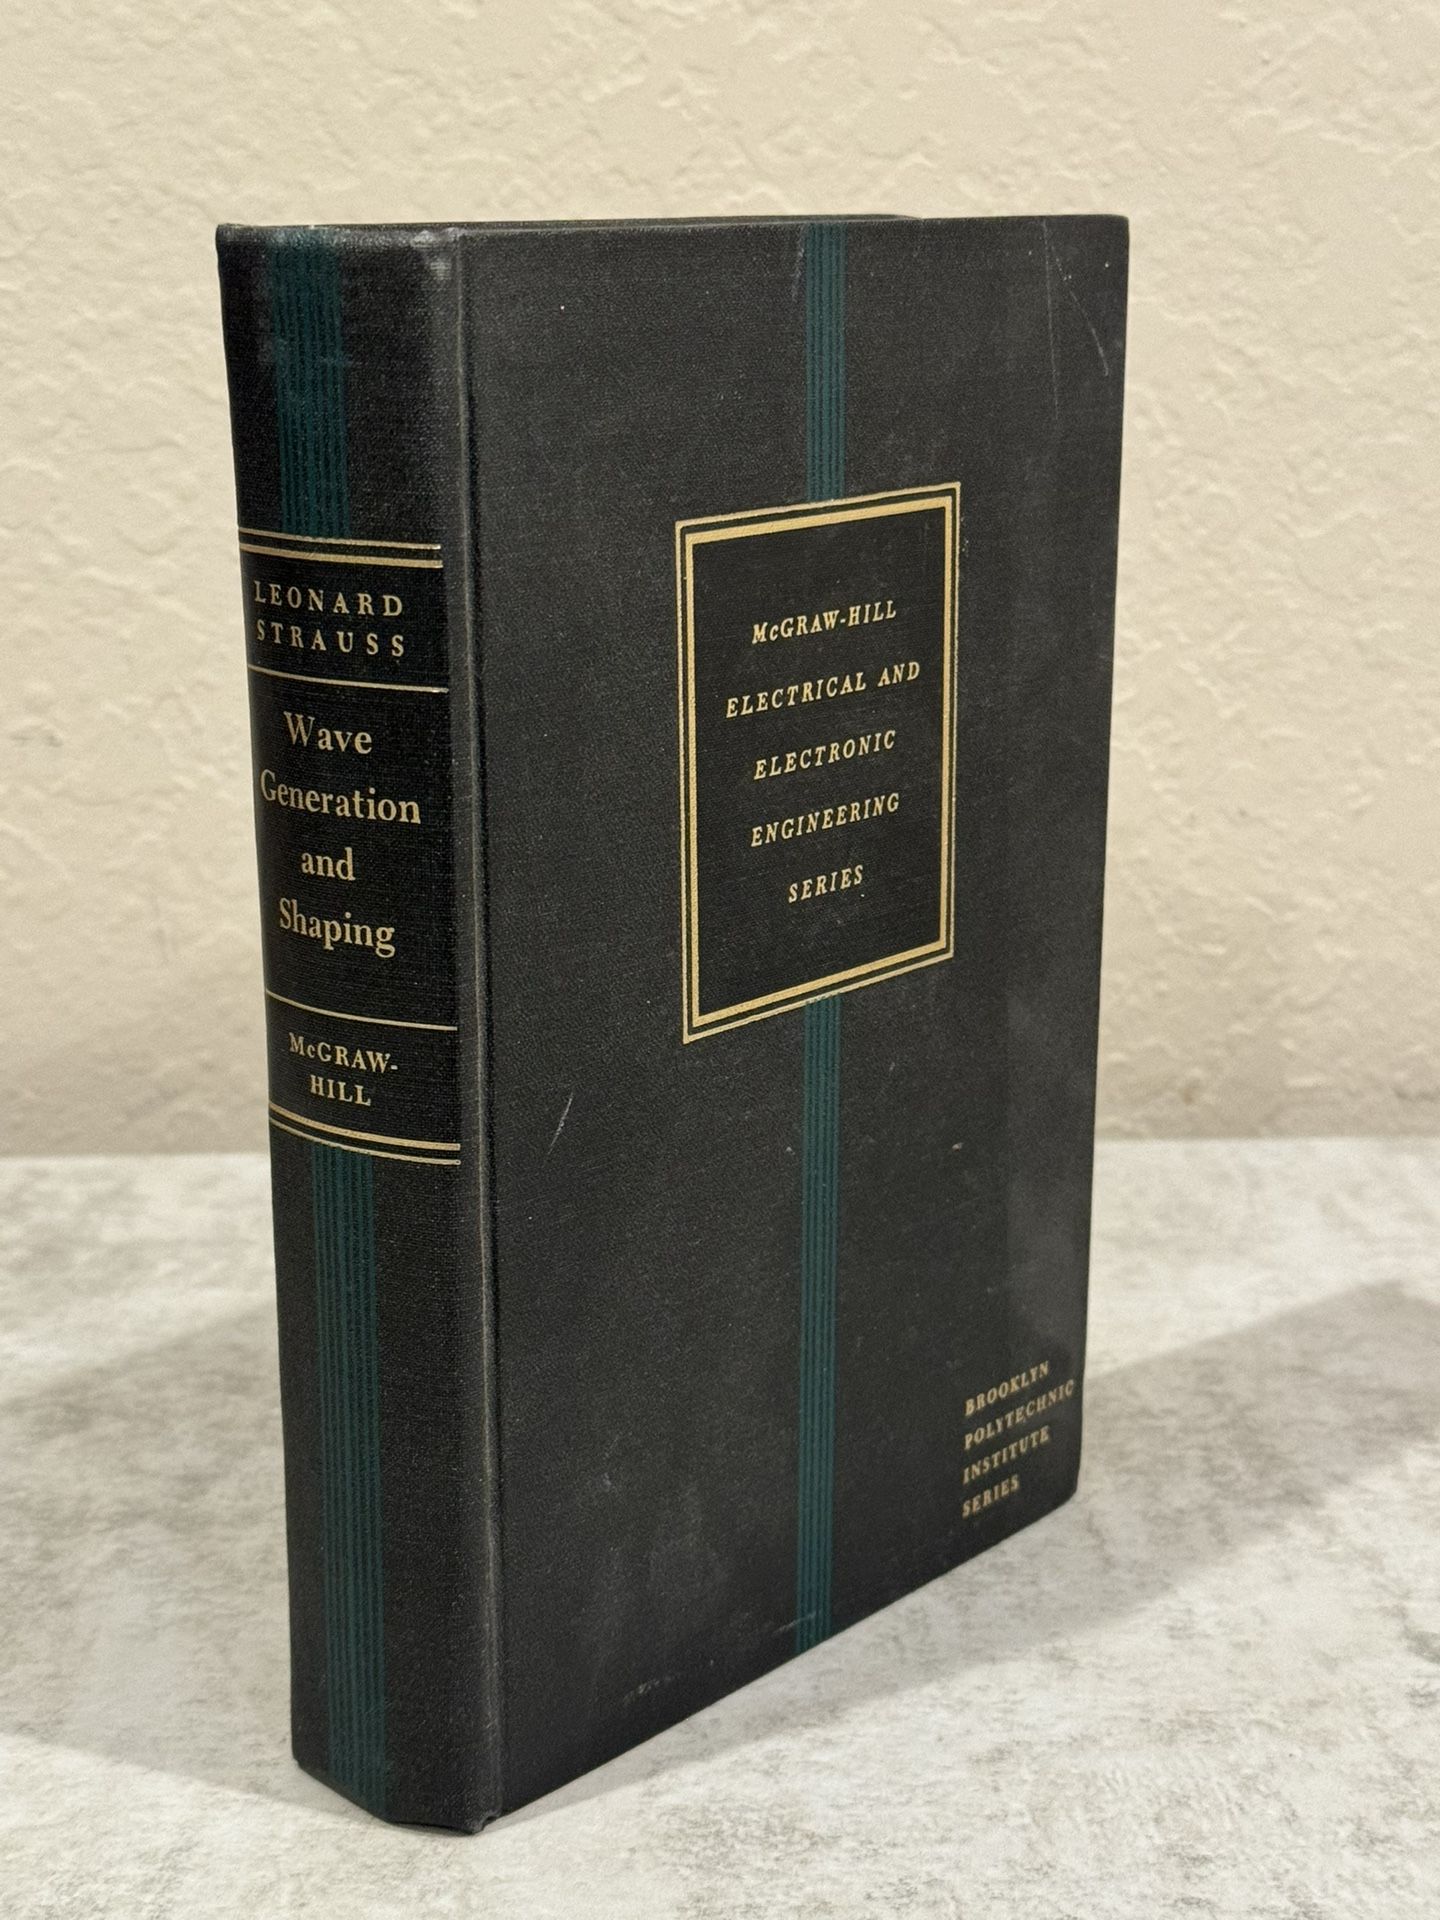 LEONARD
STRAUSS
Wave
Generation
and
Shaping
McGRAW-
HILL
McGRAW-HILL
ELECTRICAL AND
ELECTRONIC
ENGINEERING
SERIES
BROOKLYN
POLYTECHNIC
INSTITUTE
SERIES